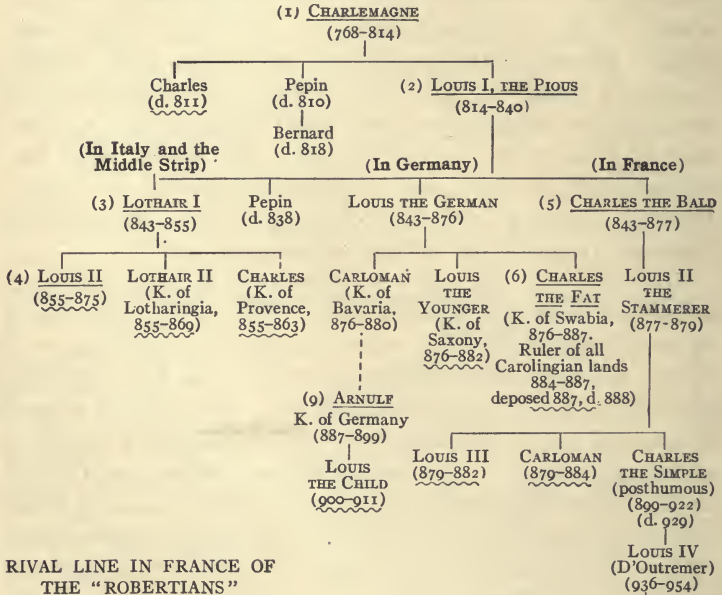 (1) CHARLEMAGNE
(768–814)
Charles
(d. 811)
Pepin
(d. 810)
Bernard
(d. 818)
(2) LOUIS I, THE PIOUS
(814–840)
(In Italy and the
Middle Strip)
(In Germany)
(In France)
(3) LOTHAIR I
(843–855)
Pepin
(d. 838)
LOUIS THE GERMAN
(843–876)
(5) CHARLES THE BALD
(843–877)
(4) LOUIS II
(855–875)
LOTHAIR II
(K. of
Lotharingia,
855–869)
CHARLES
(K. of
Provence,
855–863)
CARLOMAN
(K. of
Bavaria,
876–880)
LOUIS
THE
YOUNGER
(K. of
Saxony,
876–882)
(6) CHARLES
THE FAT
(K. of Swabia,
876–887.
Ruler of all
Carolingian lands
884–887,
deposed 887, d. 888)
LOUIS II
THE
STAMMERER
(877-879)
(9) ARNULF
K. of Germany
(887–899)
LOUIS
THE CHILD
(900–911)
LOUIS III
(879–882)
CARLOMAN
(879–884)
CHARLES
THE SIMPLE
(posthumous)
(899–922)
(d. 929)
LOUIS IV
(D'Outremer)
(936–954)
RIVAL LINE IN FRANCE OF
THE "ROBERTIANS"